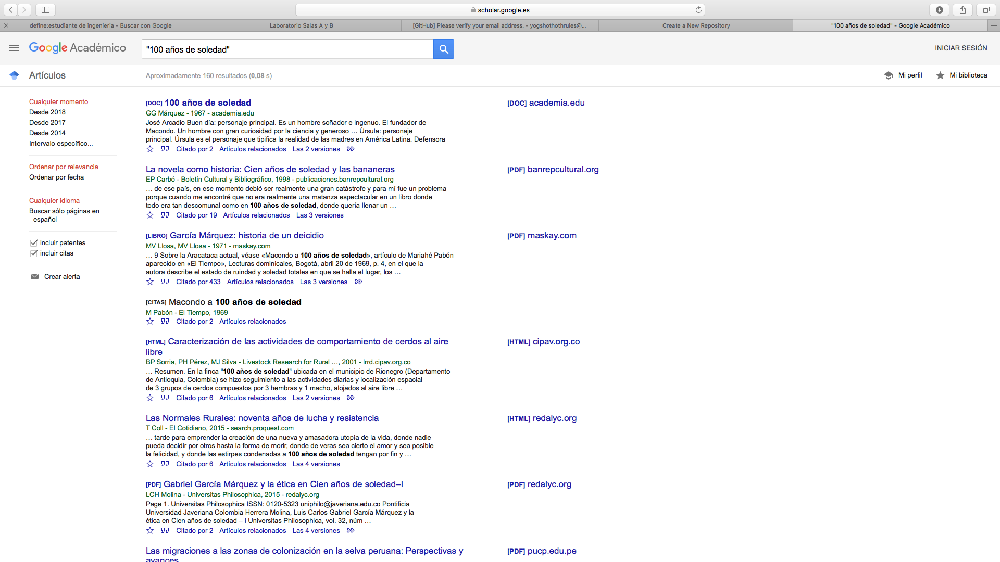 scholar.google.es
define:estudiante de ingenieria - Buscar con Google
Laboratorio Salas A y B
[GitHub] Please verify your email address. - yogshothothrules@...
Create a New Repository
"100 años de soledad" - Google Académico
Google Académico
"100 años de soledad"
INICIAR SESIÓN
Artículos
Aproximadamente 160 resultados (0,08 s)
Mi perfil
Mi biblioteca
Cualquier momento
Desde 2018
Desde 2017
Desde 2014
Intervalo específico...
Ordenar por relevancia
Ordenar por fecha
Cualquier idioma
Buscar sólo páginas en
español
incluir patentes
incluir citas
Crear alerta
[DOC] 100 años de soledad
GG Márquez - 1967 - academia.edu
José Arcadio Buen día: personaje principal. Es un hombre soñador e ingenuo. El fundador de
Macondo. Un hombre con gran curiosidad por la ciencia y generoso … Úrsula: personaje
principal. Úrsula es el personaje que tipifica la realidad de las madres en América Latina. Defensora
Citado por 2 Artículos relacionados Las 2 versiones
[DOC] academia.edu
La novela como historia: Cien años de soledad y las bananeras
EP Carbó - Boletín Cultural y Bibliográfico, 1998 - publicaciones.banrepcultural.org
… de ese país, en ese momento debió ser realmente una gran catástrofe y para mí fue un problema
porque cuando me encontré que no era realmente una matanza espectacular en un libro donde
todo era tan descomunal como en 100 años de soledad, donde quería llenar un …
Citado por 19 Artículos relacionados Las 3 versiones
[PDF] banrepcultural.org
[LIBRO] García Márquez: historia de un deicidio
MV Llosa, MV Llosa - 1971 - maskay.com
… 9 Sobre la Aracataca actual, véase «Macondo a 100 años de soledad», artículo de Mariahé Pabón
aparecido en «El Tiempo», Lecturas dominicales, Bogotá, abril 20 de 1969, p. 4, en el que la
autora describe el estado de ruindad y soledad totales en que se halla el lugar, los …
Citado por 433 Artículos relacionados Las 3 versiones
[PDF] maskay.com
[CITAS] Macondo a 100 años de soledad
M Pabón - El Tiempo, 1969
Citado por 2 Artículos relacionados
[HTML] Caracterización de las actividades de comportamiento de cerdos al aire
libre
BP Sorria, PH Pérez, MJ Silva - Livestock Research for Rural …, 2001 - lrrd.cipav.org.co
… Resumen. En la finca "100 años de soledad" ubicada en el municipio de Rionegro (Departamento
de Antioquia, Colombia) se hizo seguimiento a las actividades diarias y localización espacial
de 3 grupos de cerdos compuestos por 3 hembras y 1 macho, alojados al aire libre …
Citado por 6 Artículos relacionados Las 2 versiones
[HTML] cipav.org.co
Las Normales Rurales: noventa años de lucha y resistencia
T Coll - El Cotidiano, 2015 - search.proquest.com
… tarde para emprender la creación de una nueva y amasadora utopía de la vida, donde nadie
pueda decidir por otros hasta la forma de morir, donde de veras sea cierto el amor y sea posible
la felicidad, y donde las estirpes condenadas a 100 años de soledad tengan por fin y …
Citado por 6 Artículos relacionados Las 4 versiones
[HTML] redalyc.org
[PDF] Gabriel García Márquez y la ética en Cien años de soledad–I
LCH Molina - Universitas Philosophica, 2015 - redalyc.org
Page 1. Universitas Philosophica ISSN: 0120-5323 uniphilo@javeriana.edu.co Pontificia
Universidad Javeriana Colombia Herrera Molina, Luis Carlos Gabriel García Márquez y la
ética en Cien años de soledad – I Universitas Philosophica, vol. 32, núm …
Citado por 2 Artículos relacionados Las 4 versiones
[PDF] redalyc.org
Las migraciones a las zonas de colonización en la selva peruana: Perspectivas y
avances
[PDF] pucp.edu.pe